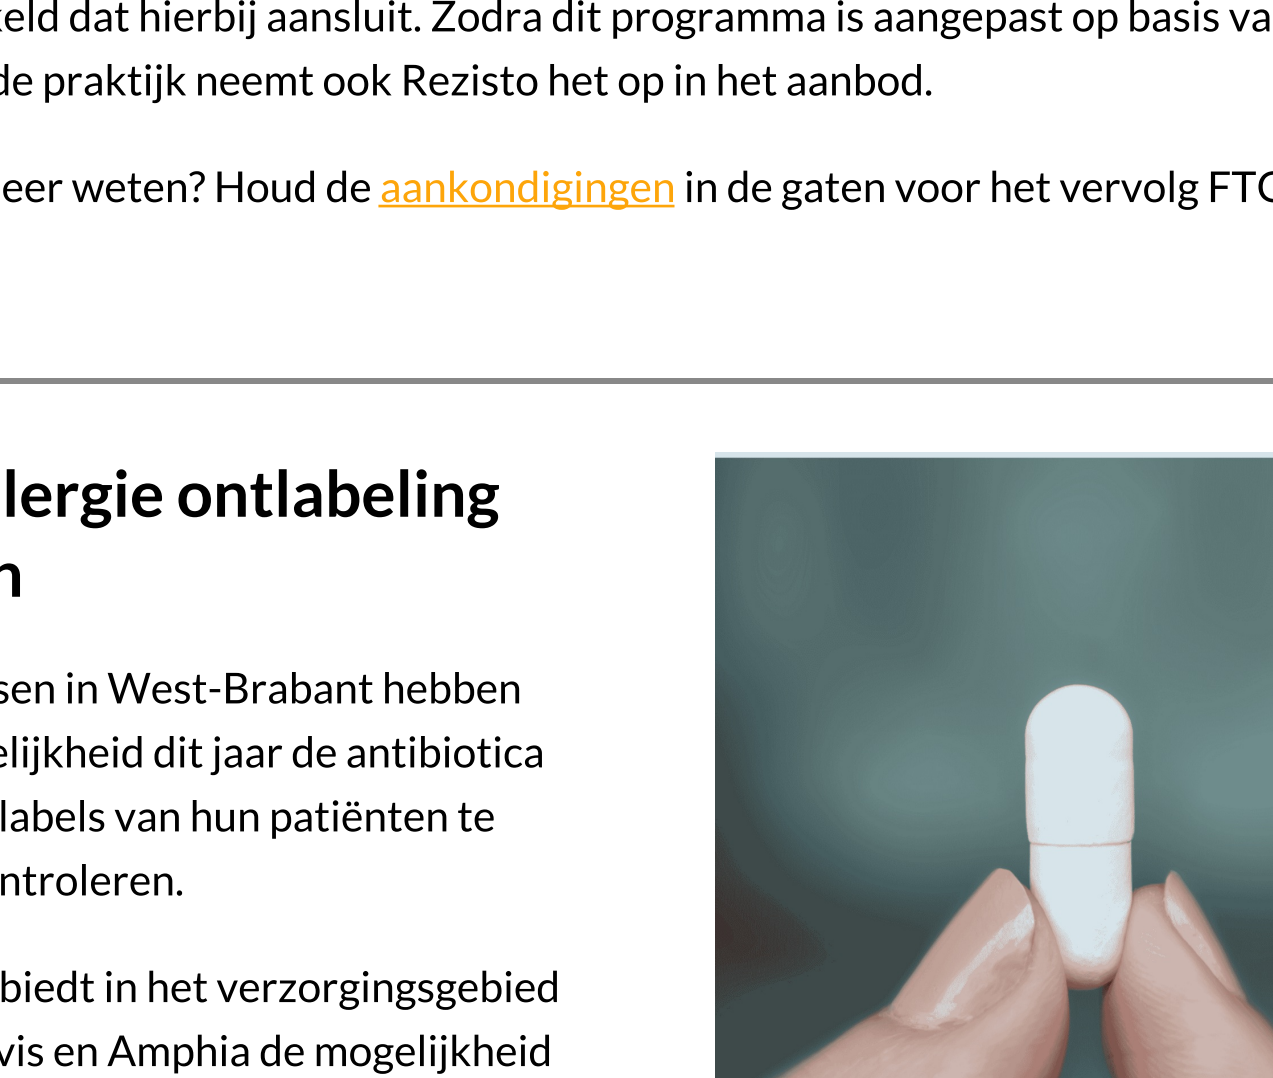 eld dat hierbij aansluit. Zodra dit programma is aangepast op basis va
de praktijk neemt ook Rezisto het op in het aanbod.
eer weten? Houd de aankondigingen in de gaten voor het vervolg FTO
lergie ontlabeling
n
sen in West-Brabant hebben
elijkheid dit jaar de antibiotica
labels van hun patiënten te
ntroleren.
biedt in het verzorgingsgebied
vis en Amphia de mogelijkheid